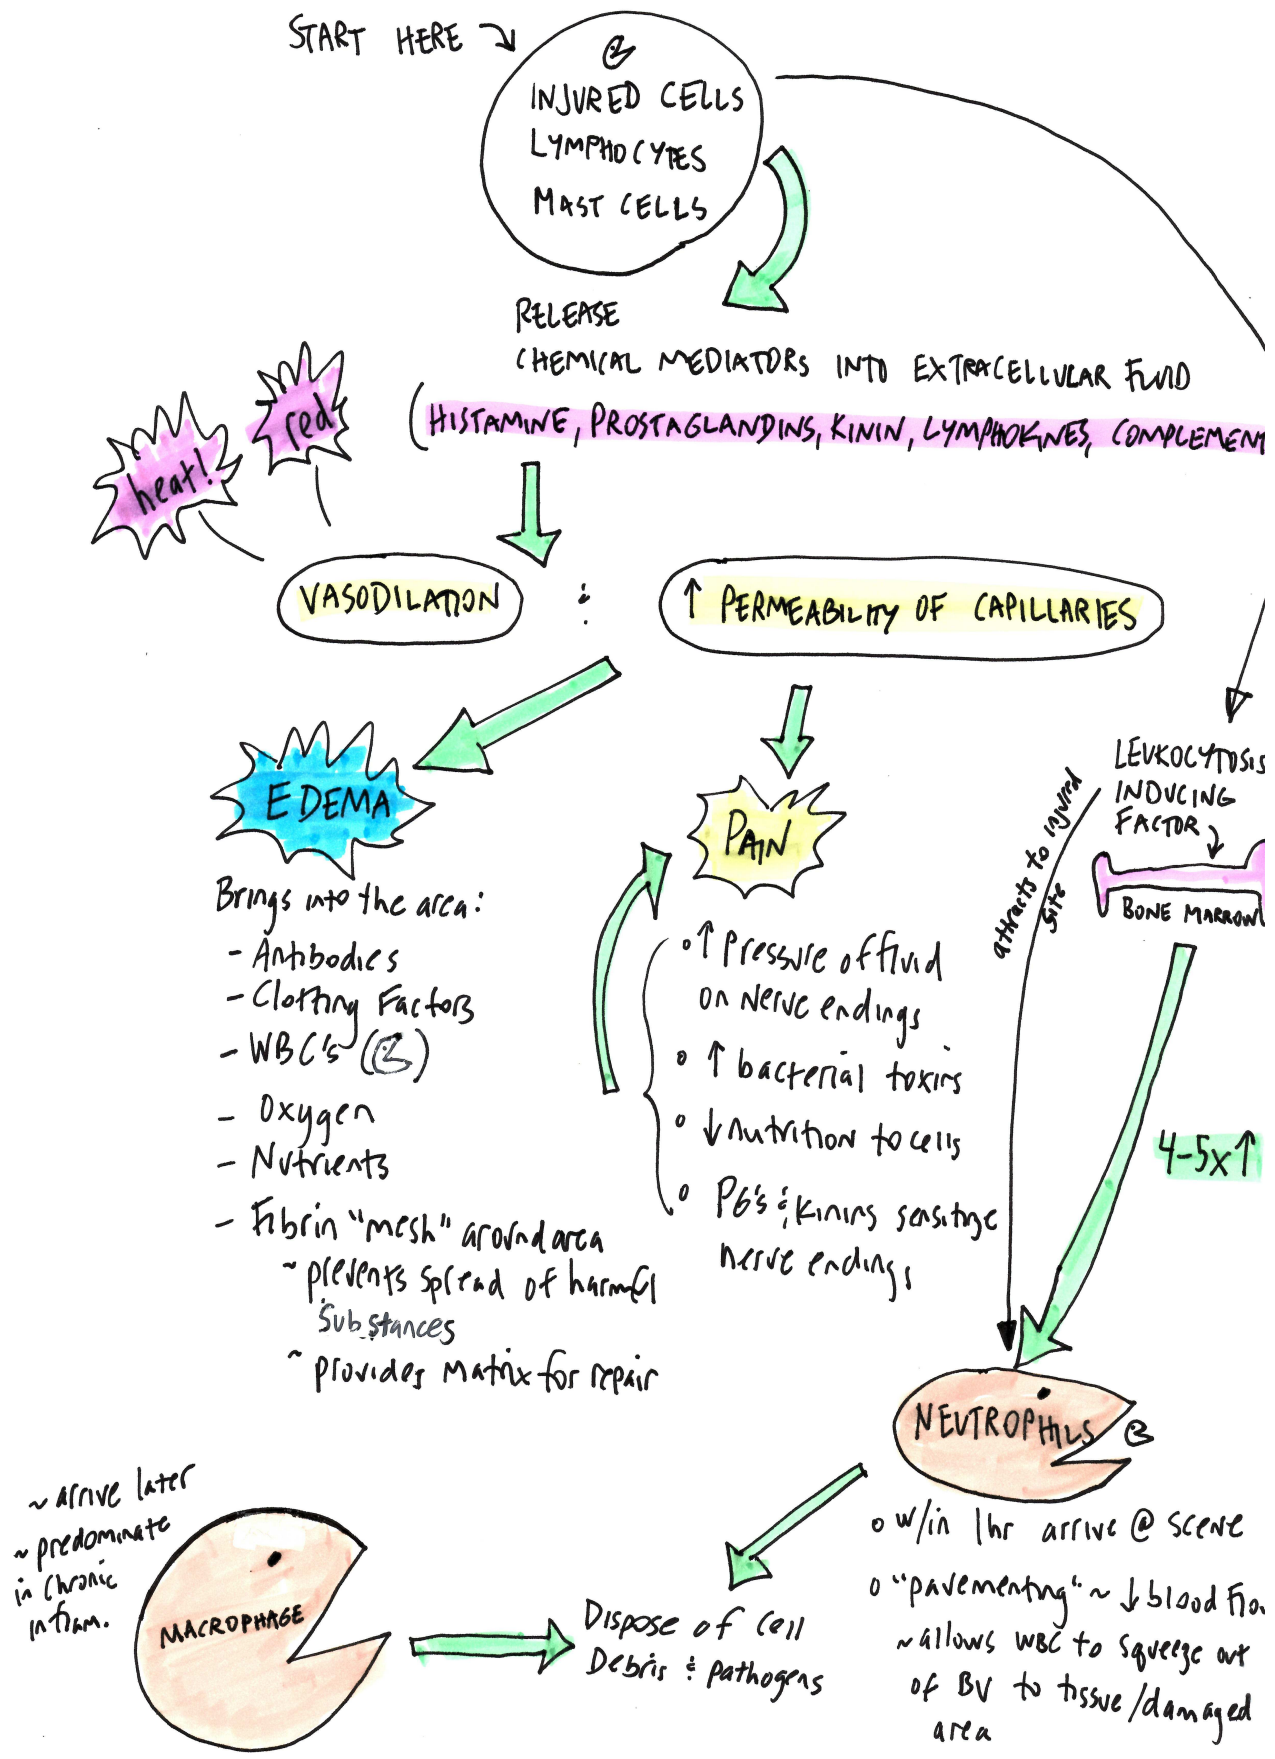 START HERE
INJURED CELLS
LYMPHOCYTES
MAST CELLS
RELEASE
CHEMICAL MEDIATORS INTO EXTRACELLULAR FLUID
(HISTAMINE, PROSTAGLANDINS, KININ, LYMPHOKINES, COMPLEMENT
heat!
red
VASODILATION
&
↑ PERMEABILITY OF CAPILLARIES
EDEMA
Brings into the area:
- Antibodies
- Clotting Factors
- WBC's ( )
- Oxygen
- Nutrients
- Fibrin "mesh" around area
~ prevents spread of harmful
substances
~ provides matrix for repair
PAIN
o ↑ pressure of fluid
on nerve endings
o ↑ bacterial toxins
o ↓ nutrition to cells
o PG's & kinins sensitize
nerve endings
LEUKOCYTOSIS
INDUCING
FACTOR
BONE MARROW
attracts to injured
site
4-5x↑
NEUTROPHILS
o w/in 1hr arrive @ scene
o "pavementing" ~ ↓ blood flo
~ allows WBC to squeeze out
of BV to tissue/damaged
area
~ arrive later
~ predominate
in chronic
inflam.
MACROPHAGE
Dispose of cell
Debris & pathogens